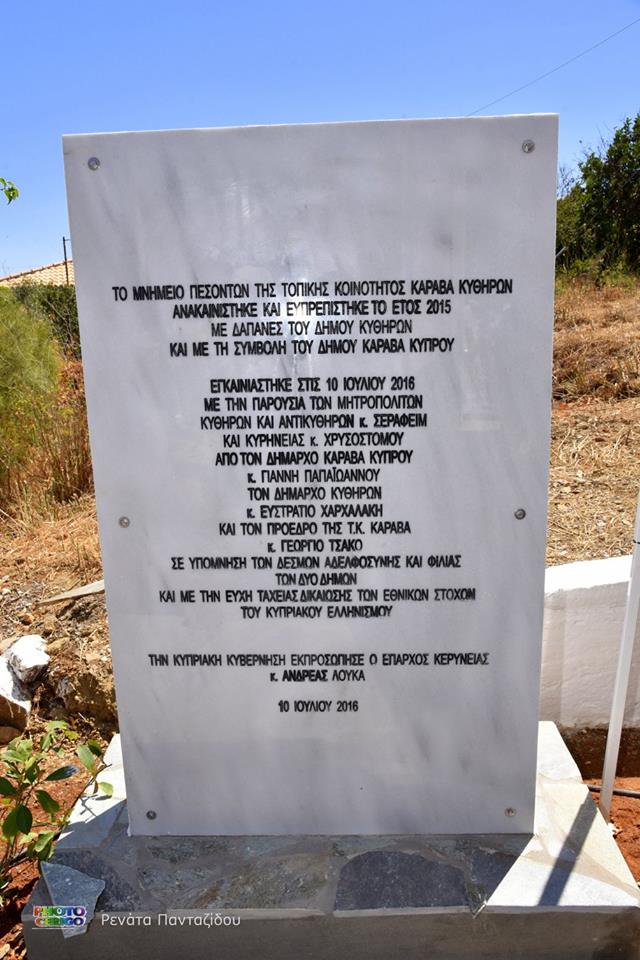 ΤΟ ΜΝΗΜΕΙΟ ΠΕΣΟΝΤΩΝ ΤΗΣ ΤΟΠΙΚΗΣ ΚΟΙΝΟΤΗΤΟΣ ΚΑΡΑΒΑ ΚΥΘΗΡΩΝ
ΑΝΑΚΑΙΝΙΣΤΗΚΕ ΚΑΙ ΕΥΠΡΕΠΙΣΤΗΚΕ ΤΟ ΕΤΟΣ 2015
ΜΕ ΔΑΠΑΝΕΣ ΤΟΥ ΔΗΜΟΥ ΚΥΘΗΡΩΝ
ΚΑΙ ΜΕ ΤΗ ΣΥΜΒΟΛΗ ΤΟΥ ΔΗΜΟΥ ΚΑΡΑΒΑ ΚΥΠΡΟΥ
ΕΓΚΑΙΝΙΑΣΤΗΚΕ ΣΤΙΣ 10 ΙΟΥΛΙΟΥ 2016
ΜΕ ΤΗΝ ΠΑΡΟΥΣΙΑ ΤΩΝ ΜΗΤΡΟΠΟΛΙΤΩΝ
ΚΥΘΗΡΩΝ ΚΑΙ ΑΝΤΙΚΥΘΗΡΩΝ κ. ΣΕΡΑΦΕΙΜ
ΚΑΙ ΚΥΡΗΝΕΙΑΣ κ. ΧΡΥΣΟΣΤΟΜΟΥ
ΑΠΟ ΤΟΝ ΔΗΜΑΡΧΟ ΚΑΡΑΒΑ ΚΥΠΡΟΥ
κ. ΓΙΑΝΝΗ ΠΑΠΑΪΩΑΝΝΟΥ
ΤΟΝ ΔΗΜΑΡΧΟ ΚΥΘΗΡΩΝ
κ. ΕΥΣΤΡΑΤΙΟ ΧΑΡΧΑΛΑΚΗ
ΚΑΙ ΤΟΝ ΠΡΟΕΔΡΟ ΤΗΣ Τ.Κ. ΚΑΡΑΒΑ
κ. ΓΕΩΡΓΙΟ ΤΣΑΚΟ
ΣΕ ΥΠΟΜΝΗΣΗ ΤΩΝ ΔΕΣΜΩΝ ΑΔΕΛΦΟΣΥΝΗΣ ΚΑΙ ΦΙΛΙΑΣ
ΤΩΝ ΔΥΟ ΔΗΜΩΝ
ΚΑΙ ΜΕ ΤΗΝ ΕΥΧΗ ΤΑΧΕΙΑΣ ΔΙΚΑΙΩΣΗΣ ΤΩΝ ΕΘΝΙΚΩΝ ΣΤΟΧΩΝ
ΤΟΥ ΚΥΠΡΙΑΚΟΥ ΕΛΛΗΝΙΣΜΟΥ
ΤΗΝ ΚΥΠΡΙΑΚΗ ΚΥΒΕΡΝΗΣΗ ΕΚΠΡΟΣΩΠΗΣΕ Ο ΕΠΑΡΧΟΣ ΚΕΡΥΝΕΙΑΣ
κ. ΑΝΔΡΕΑΣ ΛΟΥΚΑ
10 ΙΟΥΛΙΟΥ 2016
PHOTO
CERIGO
Ρενάτα Πανταζίδου